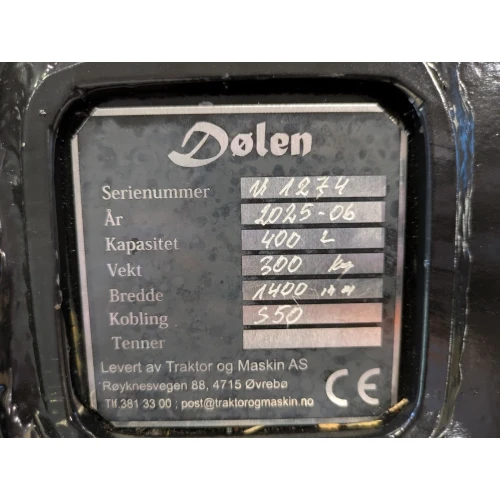 Dølen
Serienummer U 1274
År 2025-06
Kapasitet 400 L
Vekt 300 Kg
Bredde 1400 mm
Kobling S50
Tenner
Levert av Traktor og Maskin AS
Røyknesvegen 88, 4715 Øvrebø
Tlf.381 33 00 ; post@traktorogmaskin.no
CE